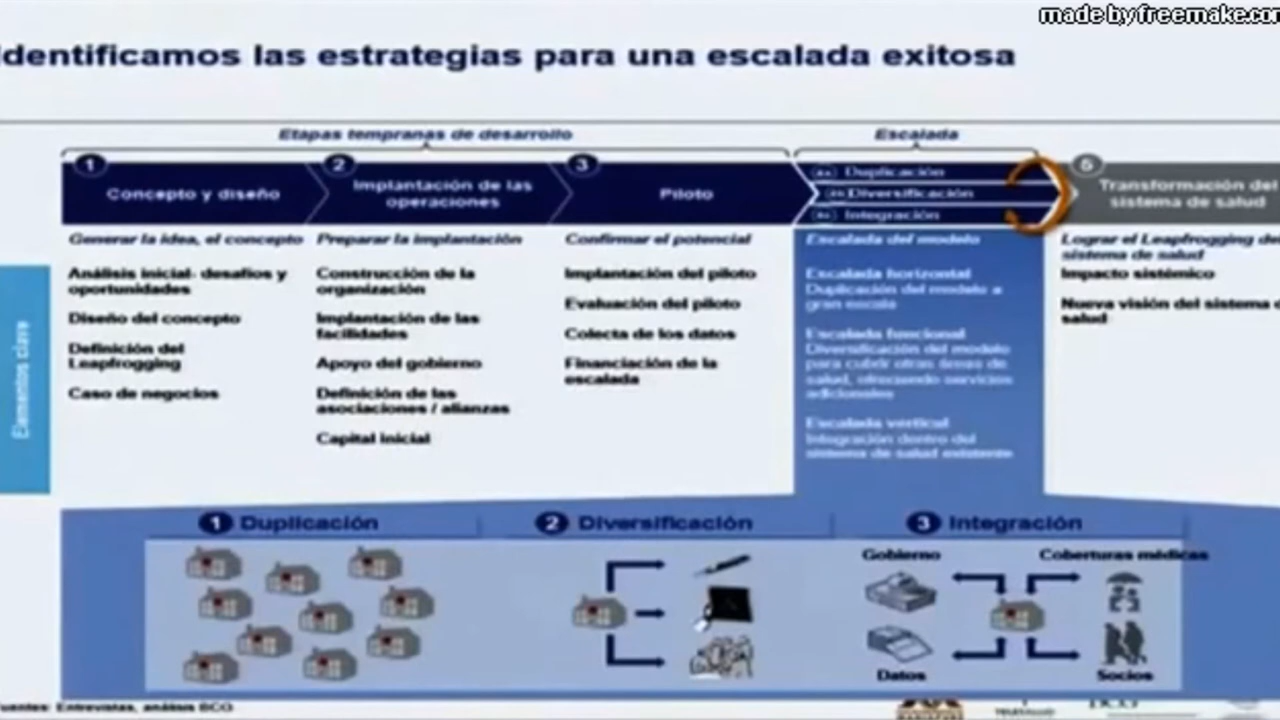 made by freemake.com
Identificamos las estrategias para una escalada exitosa
Etapas tempranas de desarrollo
Escalada
1
Concepto y diseño
2
Implantación de las
operaciones
3
Piloto
Duplicación
Diversificación
Integración
5
Transformación del
sistema de salud
Elementos clave
Generar la idea, el concepto
Análisis inicial- desafíos y
oportunidades
Diseño del concepto
Definición del
Leapfrogging
Caso de negocios
Preparar la implantación
Construcción de la
organización
Implantación de las
facilidades
Apoyo del gobierno
Definición de las
asociaciones / alianzas
Capital inicial
Confirmar el potencial
Implantación del piloto
Evaluación del piloto
Colecta de los datos
Financiación de la
escalada
Escalada del modelo
Escalada horizontal
Duplicación del modelo a
gran escala
Escalada funcional
Diversificación del modelo
para cubrir otras áreas de
salud, ofreciendo servicios
adicionales
Escalada vertical
Integración dentro del
sistema de salud existente
Lograr el Leapfrogging de
sistema de salud
Impacto sistémico
Nueva visión del sistema
salud
1 Duplicación
2 Diversificación
3 Integración
Gobierno
Coberturas médicas
Datos
Socios
uentes: Entrevistas, análisis BCG